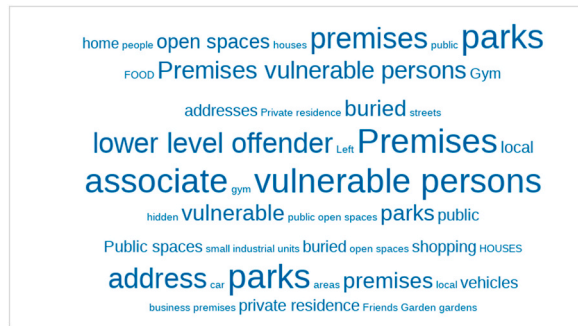 home people open spaces houses premises public parks
FOOD Premises vulnerable persons Gym
addresses Private residence buried streets
lower level offender Left Premises local
associate gym vulnerable persons
hidden vulnerable public open spaces parks public
Public spaces small industrial units buried open spaces shopping HOUSES
address car parks areas premises local vehicles
business premises private residence Friends Garden gardens